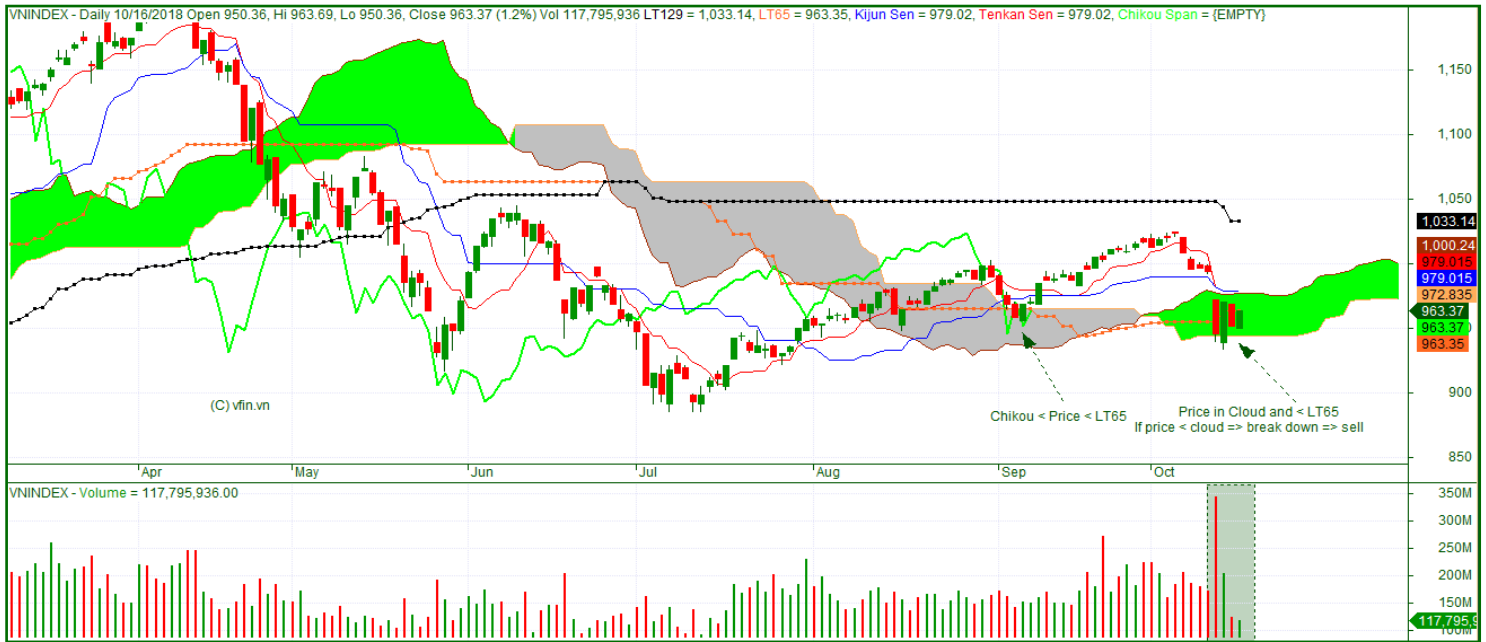 VNINDEX - Daily 10/16/2018 Open 950.36, Hi 963.69, Lo 950.36, Close 963.37 (1.2%) Vol 117,795,936 LT129 = 1,033.14, LT65 = 963.35, Kijun Sen = 979.02, Tenkan Sen = 979.02, Chikou Span = {EMPTY}
1,150
1,100
1,050
1,033.14
1,000.24
979.015
979.015
972.835
963.37
963.37
963.35
900
850
(C) vfin.vn
Chikou < Price < LT65
Price in Cloud and < LT65
If price < cloud => break down => sell
Apr May Jun Jul Aug Sep Oct
VNINDEX - Volume = 117,795,936.00
350M
300M
250M
200M
150M